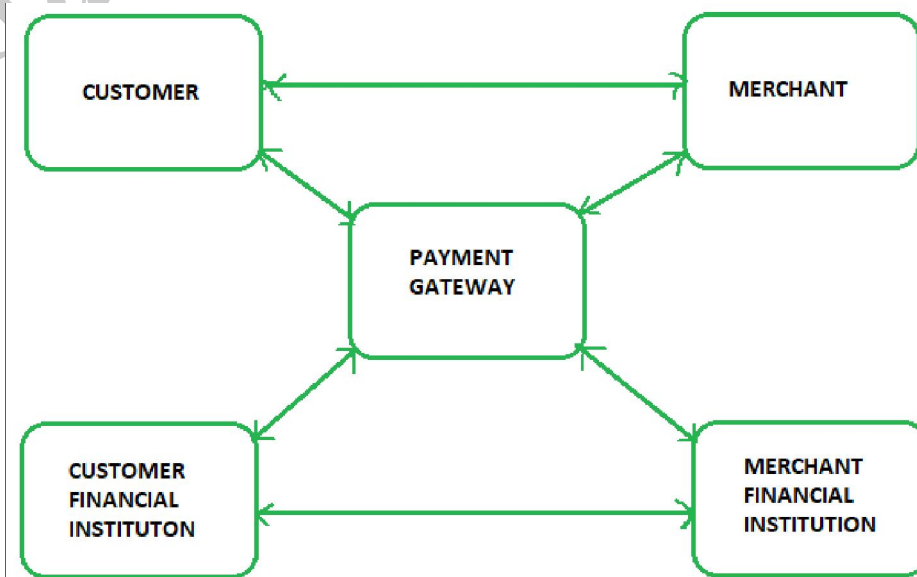 CUSTOMER
MERCHANT
PAYMENT
GATEWAY
CUSTOMER
FINANCIAL
INSTITUTON
MERCHANT
FINANCIAL
INSTITUTION